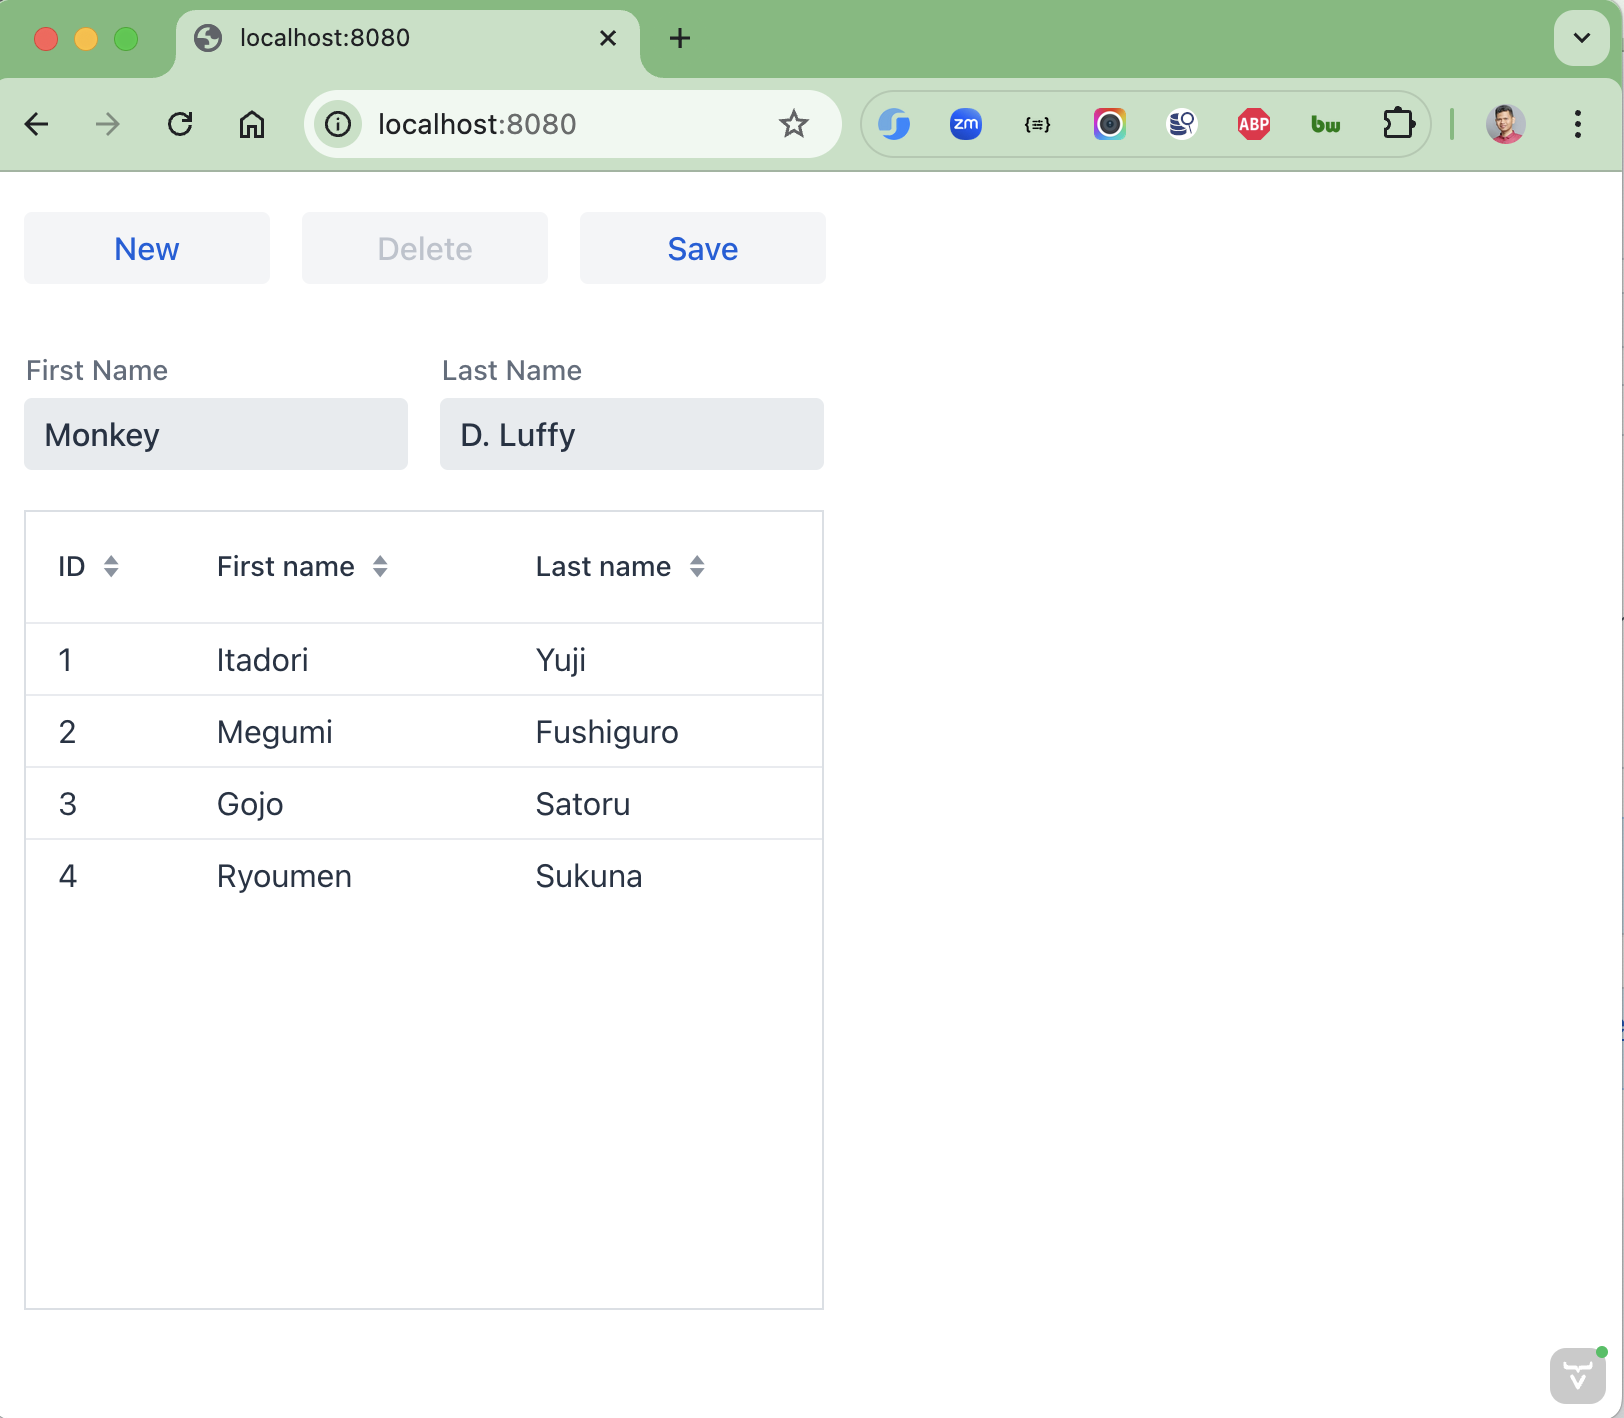 localhost:8080
localhost:8080
zm
{≡}
ABP
bw
New Delete Save
First Name Last Name
Monkey D. Luffy
ID First name Last name
1 Itadori Yuji
2 Megumi Fushiguro
3 Gojo Satoru
4 Ryoumen Sukuna